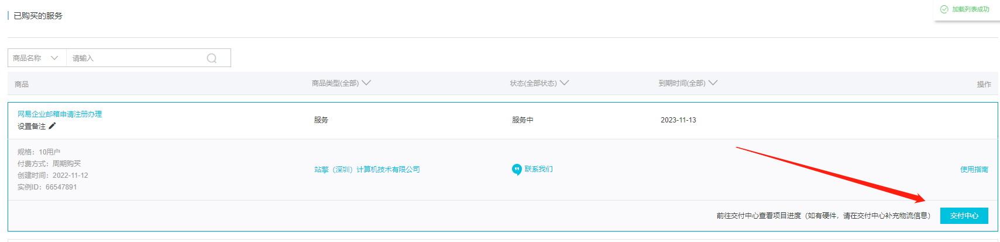 已购买的服务
加载列表成功
商品名称 请输入
商品 商品类型(全部) 状态(全部状态) 到期时间(全部) 操作
网易企业邮箱申请注册办理
设置备注
服务 服务中 2023-11-13
规格：10用户
付费方式：周期购买
创建时间：2022-11-12
实例ID：66547891
站擎（深圳）计算机技术有限公司 联系我们 使用指南
前往交付中心查看项目进度（如有硬件，请在交付中心补充物流信息） 交付中心